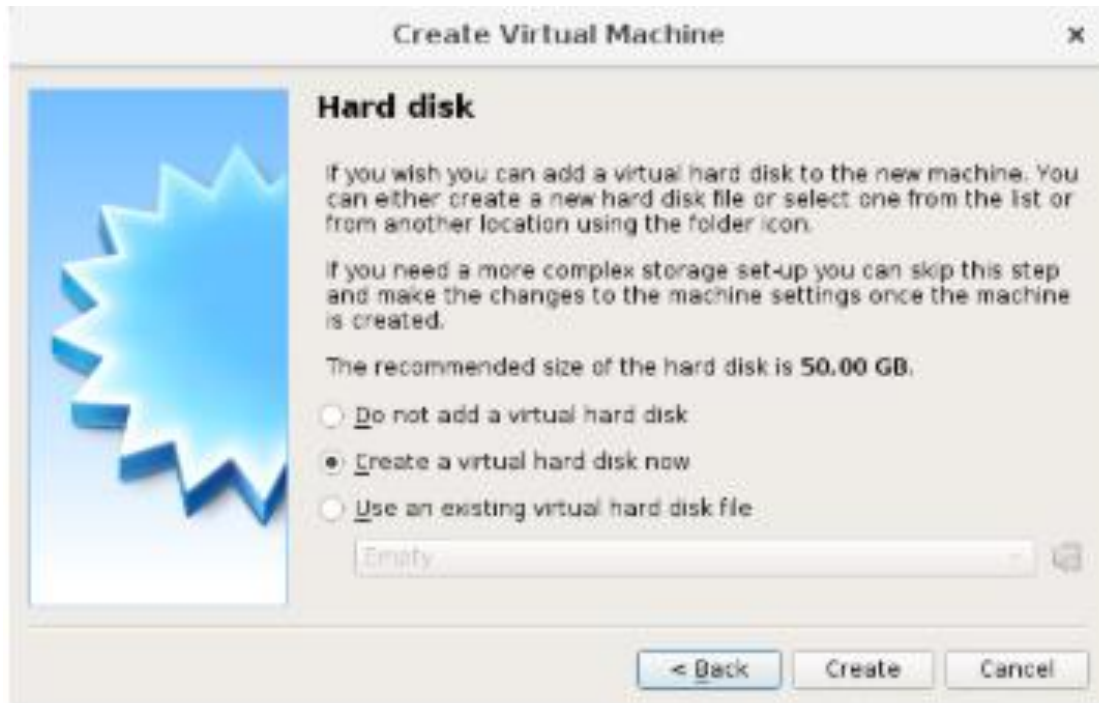 Create Virtual Machine
Hard disk
If you wish you can add a virtual hard disk to the new machine. You
can either create a new hard disk file or select one from the list or
from another location using the folder icon.
If you need a more complex storage set-up you can skip this step
and make the changes to the machine settings once the machine
is created.
The recommended size of the hard disk is 50.00 GB.
Do not add a virtual hard disk
Create a virtual hard disk now
Use an existing virtual hard disk file
Empty
< Back
Create
Cancel